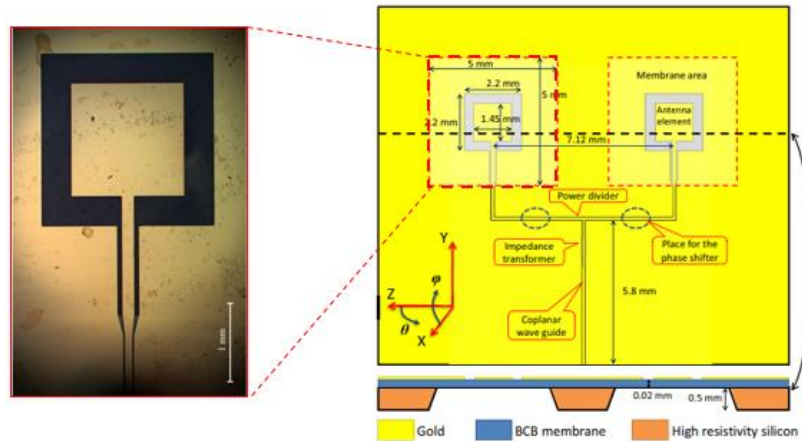 1 mm
5 mm
Membrane area
2.2 mm
5 mm
Antenna
element
2.2 mm
1.45 mm
7.12 mm
Power divider
Y
Impedance
transformer
Place for the
phase shifter
φ
Z
5.8 mm
θ
X
Coplanar
wave guide
0.02 mm
0.5 mm
Gold
BCB membrane
High resistivity silicon